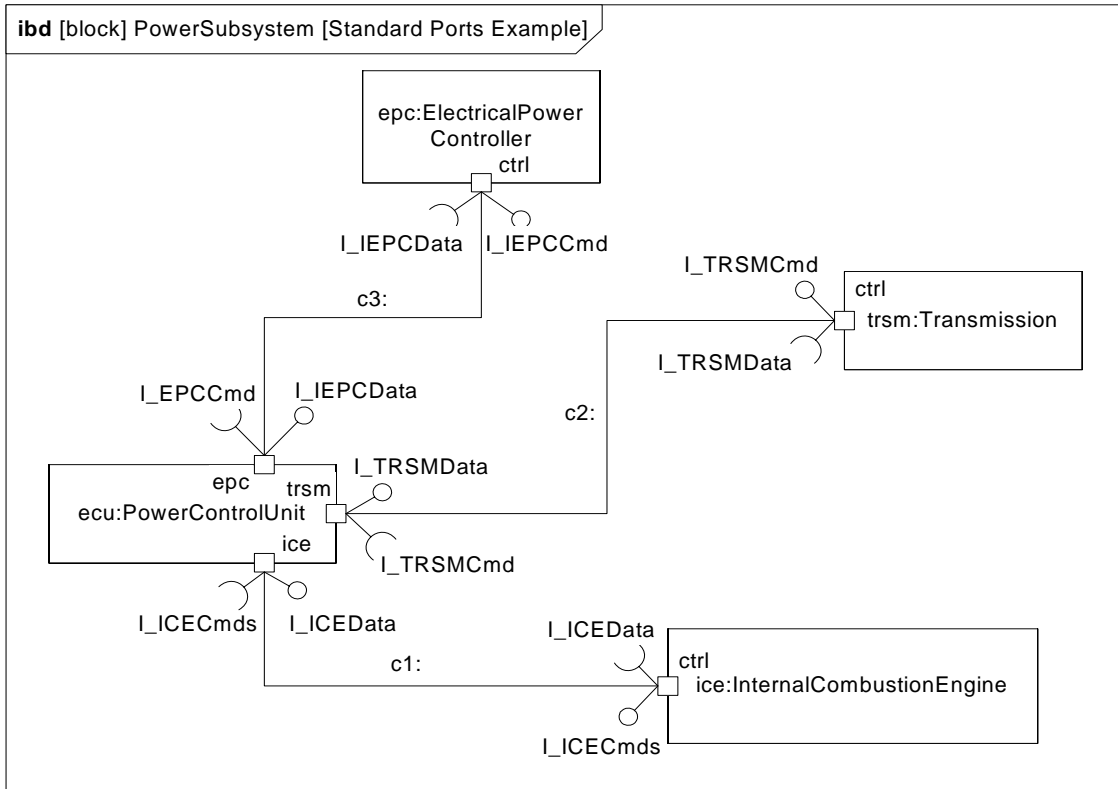 ibd [block] PowerSubsystem [Standard Ports Example]
epc:ElectricalPower
Controller
ctrl
I_IEPCData
I_IEPCCmd
I_TRSMCmd
ctrl
c3:
trsm:Transmission
I_TRSMData
I_EPCCmd
I_IEPCData
c2:
I_TRSMData
epc
trsm
ecu:PowerControlUnit
ice
I_TRSMCmd
I_ICECmds
I_ICEData
I_ICEData
c1:
ctrl
ice:InternalCombustionEngine
I_ICECmds